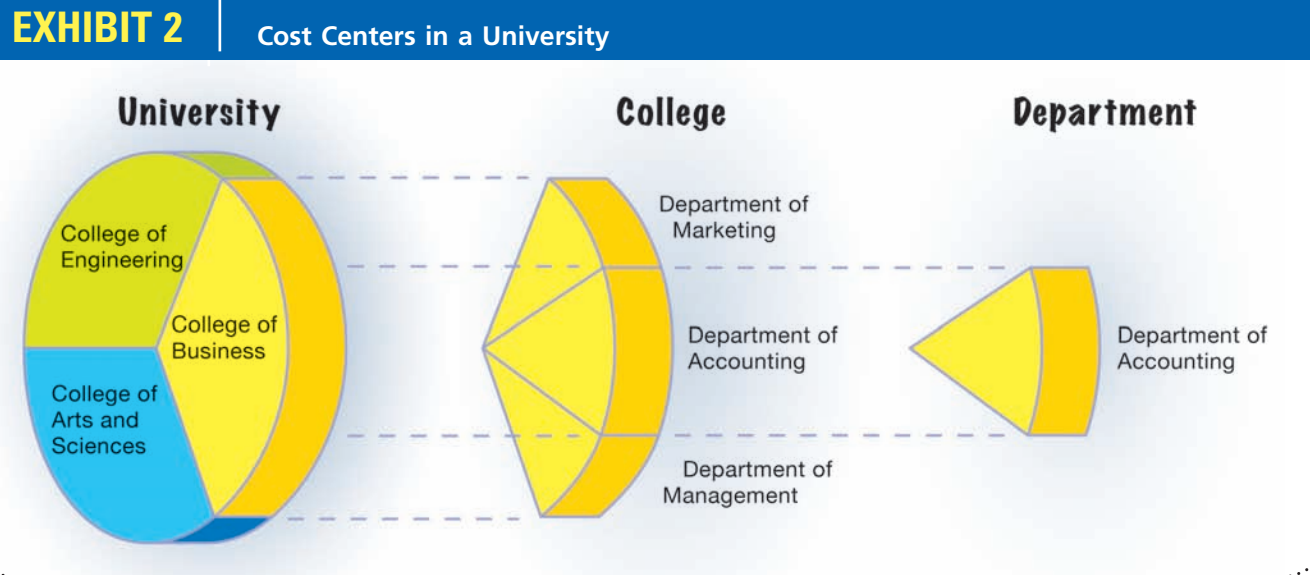 EXHIBIT 2
Cost Centers in a University
University
College
Department
College of
Engineering
College of
Business
College of
Arts and
Sciences
Department of
Marketing
Department of
Accounting
Department of
Management
Department of
Accounting